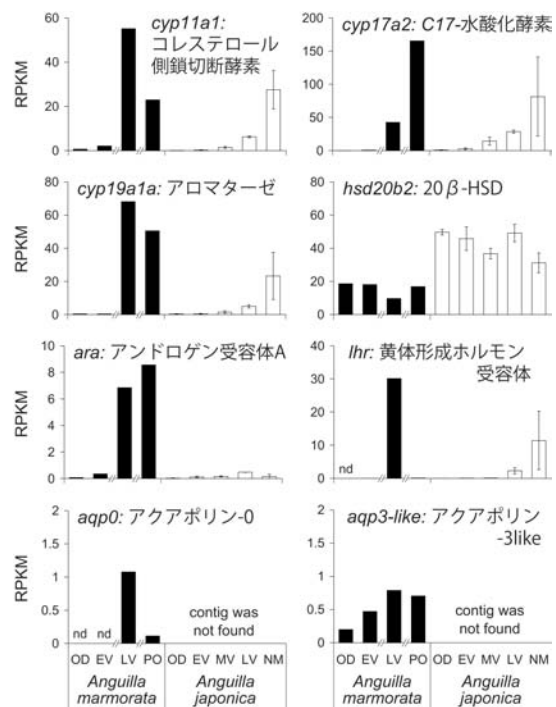 cyp11a1:
コレステロール
側鎖切断酵素
RPKM
60
40
20
0
cyp17a2: C17-水酸化酵素
200
150
100
50
0
cyp19a1a: アロマターゼ
RPKM
80
60
40
20
0
hsd20b2: 20β-HSD
60
40
20
0
ara: アンドロゲン受容体A
RPKM
10
8
6
4
2
0
lhr: 黄体形成ホルモン
受容体
40
30
20
10
0
nd
aqp0: アクアポリン-0
RPKM
2
1.5
1
0.5
0
nd nd
contig was
not found
aqp3-like: アクアポリン
-3like
2
1.5
1
0.5
0
contig was
not found
OD EV LV PO OD EV MV LV NM
Anguilla marmorata
Anguilla japonica
OD EV LV PO OD EV MV LV NM
Anguilla marmorata
Anguilla japonica